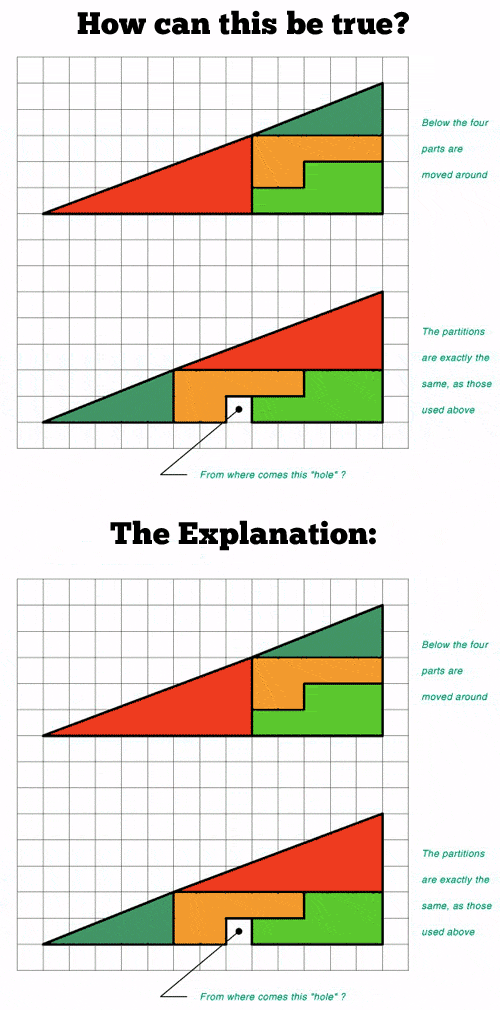 How can this be true?
Below the four
parts are
moved around
The partitions
are exactly the
same, as those
used above
From where comes this "hole" ?
The Explanation:
Below the four
parts are
moved around
The partitions
are exactly the
same, as those
used above
From where comes this "hole" ?